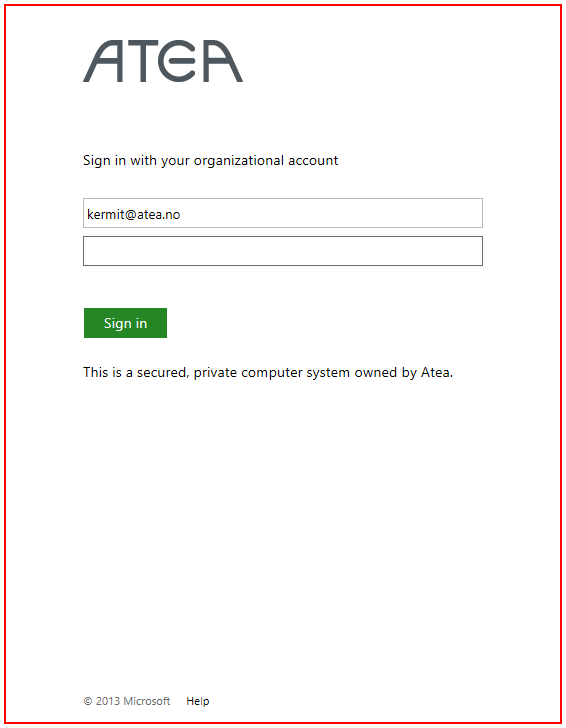 ATEA
Sign in with your organizational account
kermit@atea.no
Sign in
This is a secured, private computer system owned by Atea.
© 2013 Microsoft Help